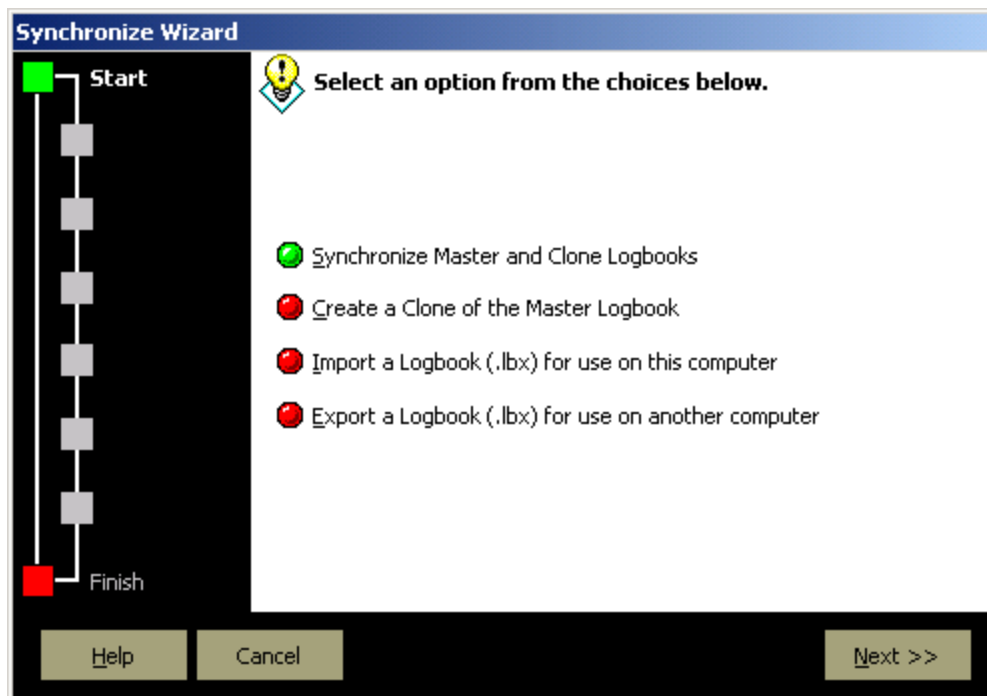 Synchronize Wizard
Start
Finish
Select an option from the choices below.
Synchronize Master and Clone Logbooks
Create a Clone of the Master Logbook
Import a Logbook (.lbx) for use on this computer
Export a Logbook (.lbx) for use on another computer
Help
Cancel
Next >>